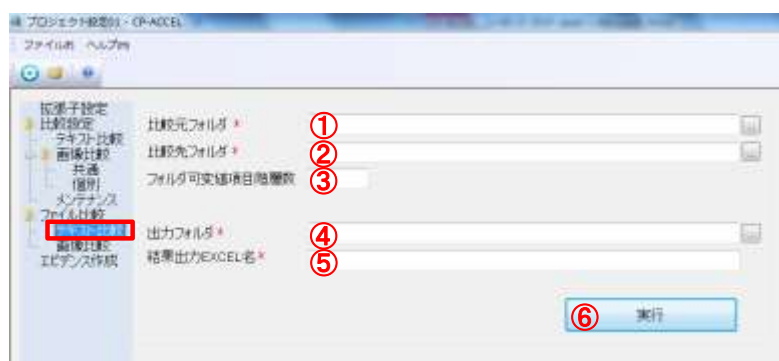 プロジェクト設定01 - CP-ACCEL
ファイル(F) ヘルプ(H)
拡張子設定
比較設定
テキスト比較
画像比較
共通
個別
メンテナンス
ファイル比較
テキスト比較
画像比較
エビデンス作成
比較元フォルダ * ①
比較先フォルダ * ②
フォルダ可変値項目階層数 ③
出力フォルダ * ④
結果出力EXCEL名 * ⑤
⑥ 実行